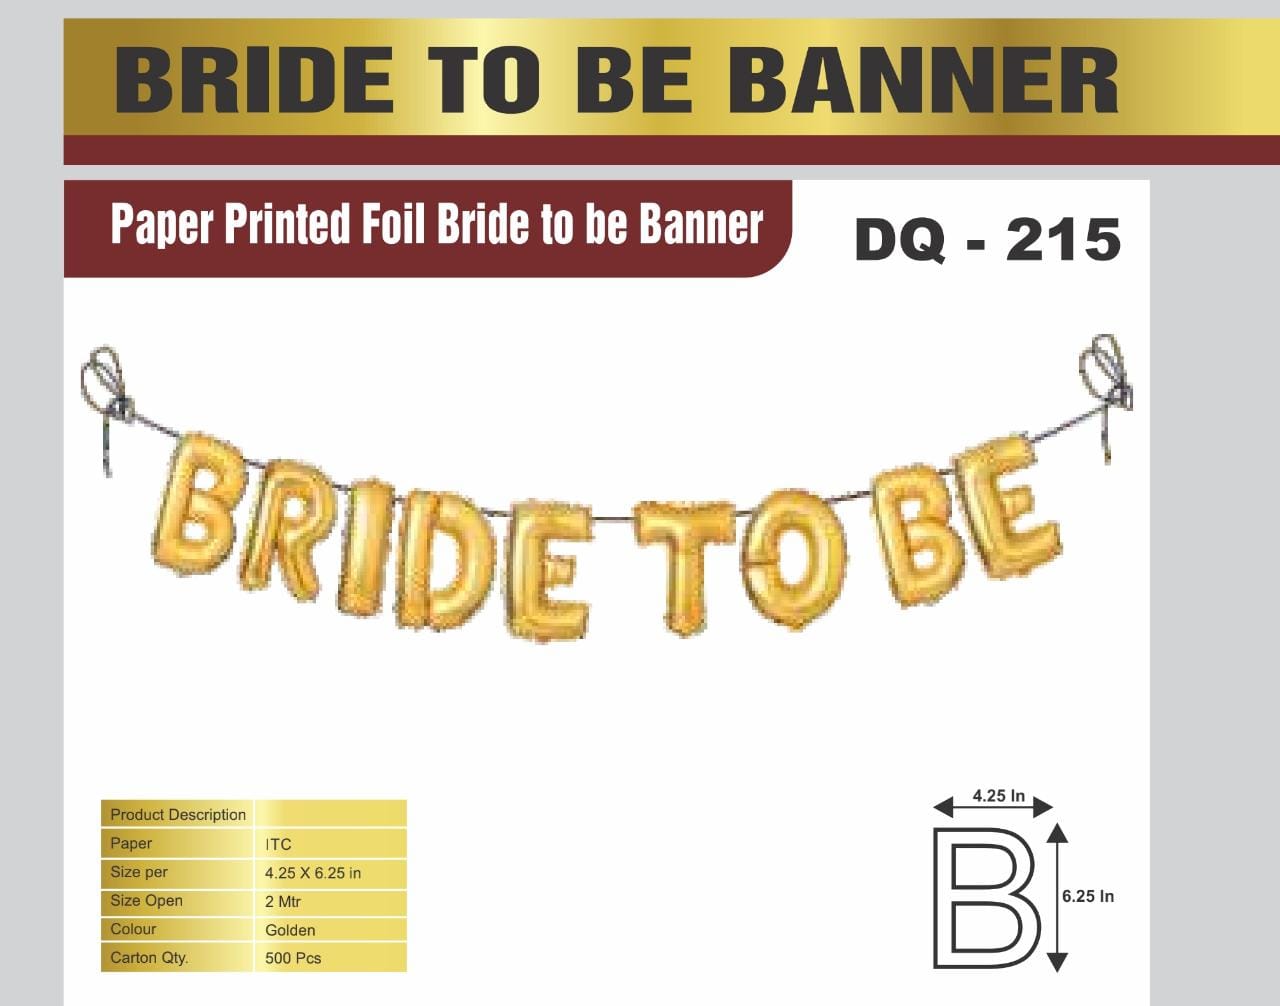 BRIDE TO BE BANNER
Paper Printed Foil Bride to be Banner
DQ - 215
BRIDE TO BE
Product Description
Paper ITC
Size per 4.25 X 6.25 in
Size Open 2 Mtr
Colour Golden
Carton Qty. 500 Pcs
4.25 In
B
6.25 In